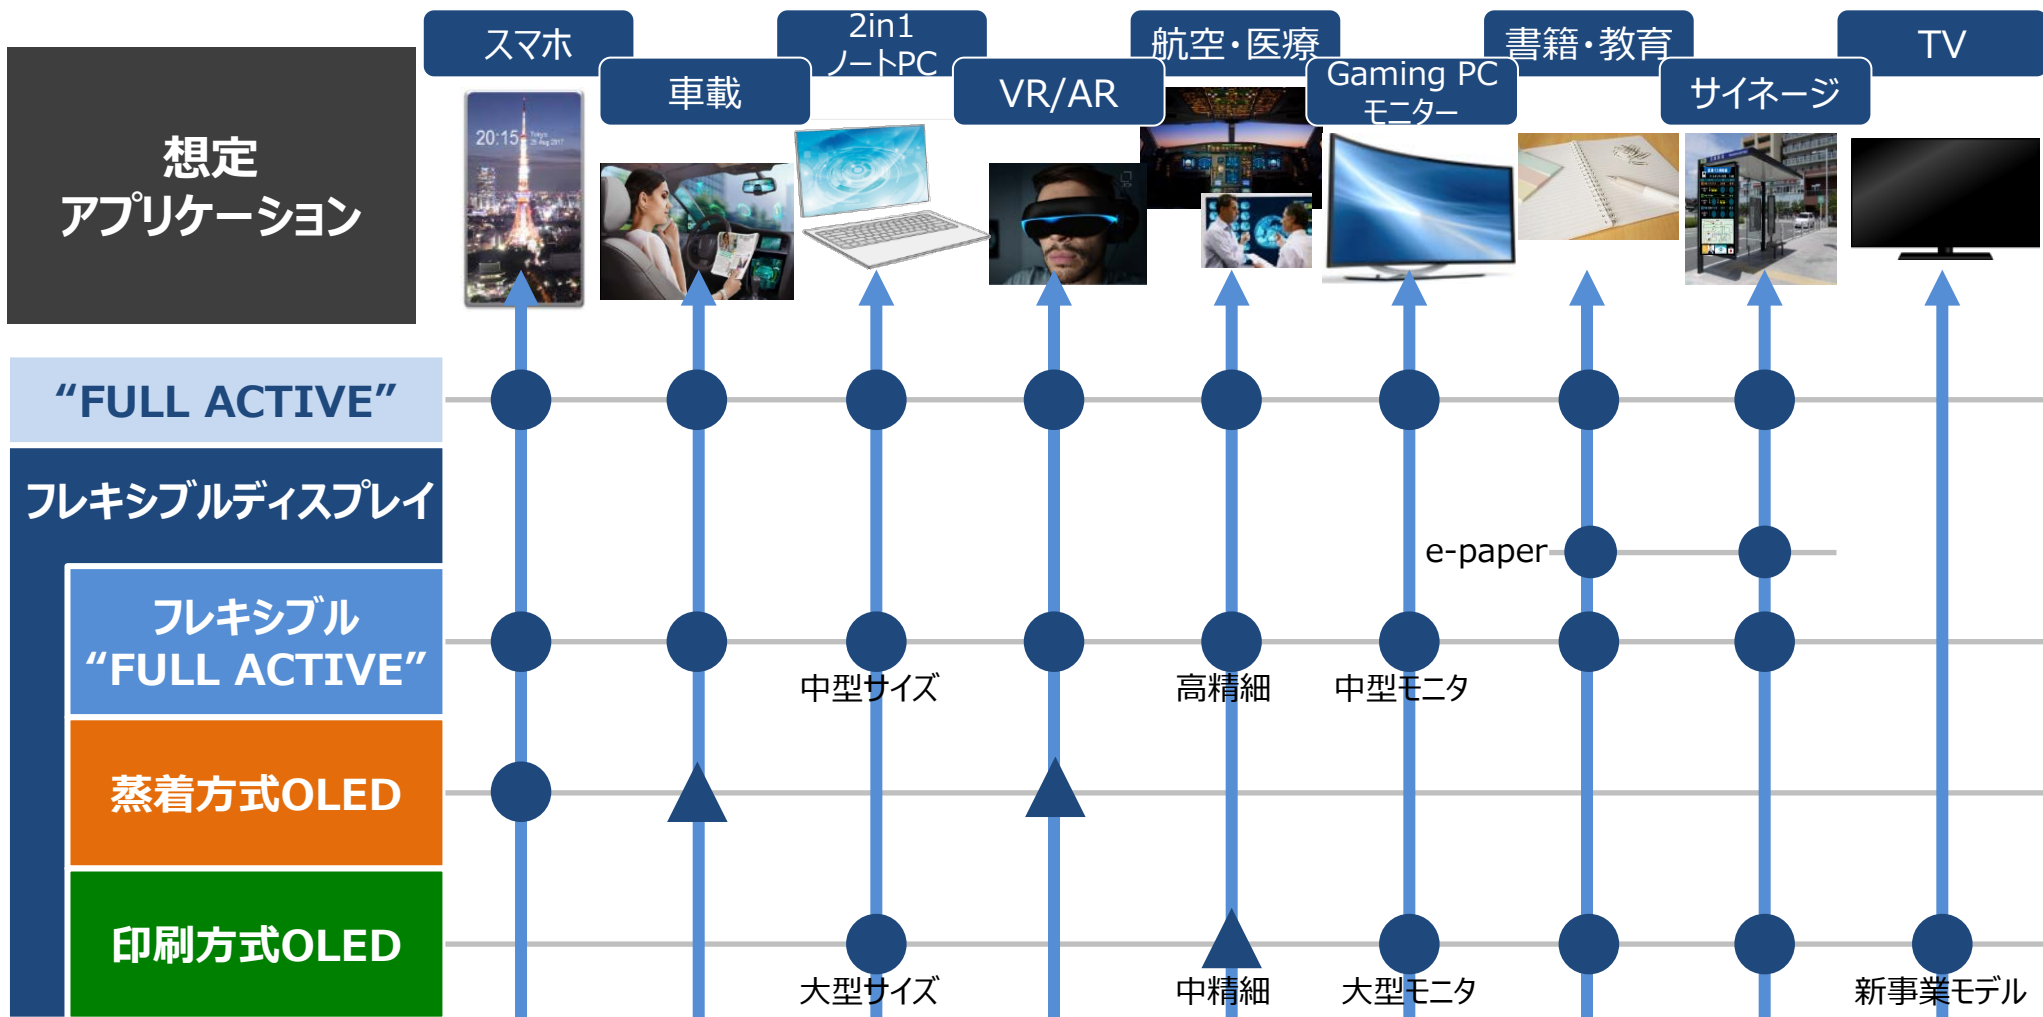 スマホ
車載
2in1
ノートPC
VR/AR
航空・医療
Gaming PC
モニター
書籍・教育
サイネージ
TV
想定
アプリケーション
20:15
Tokyo
“FULL ACTIVE”
フレキシブルディスプレイ
e-paper
フレキシブル
“FULL ACTIVE”
中型サイズ
高精細
中型モニタ
蒸着方式OLED
印刷方式OLED
大型サイズ
中精細
大型モニタ
新事業モデル